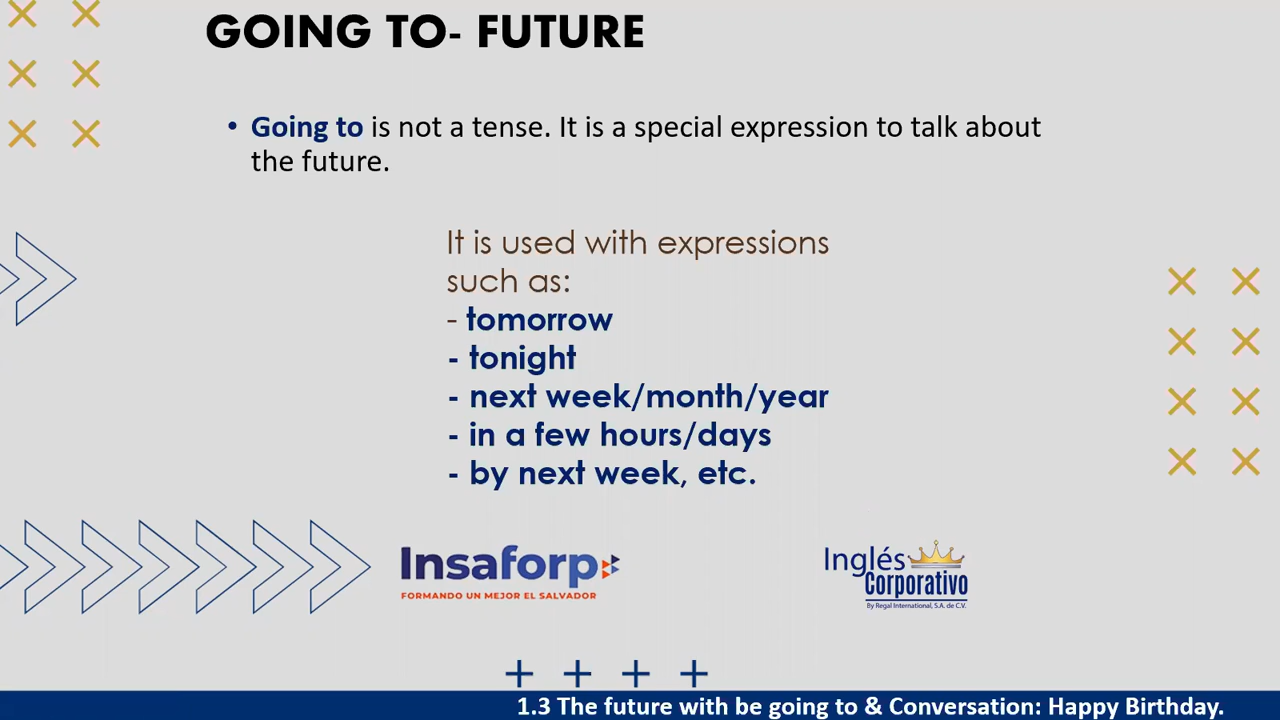 GOING TO- FUTURE
• Going to is not a tense. It is a special expression to talk about
the future.
It is used with expressions
such as:
- tomorrow
- tonight
- next week/month/year
- in a few hours/days
- by next week, etc.
Insaforp
FORMANDO UN MEJOR EL SALVADOR
Inglés
Corporativo
By Regal International, S.A. de C.V.
1.3 The future with be going to & Conversation: Happy Birthday.